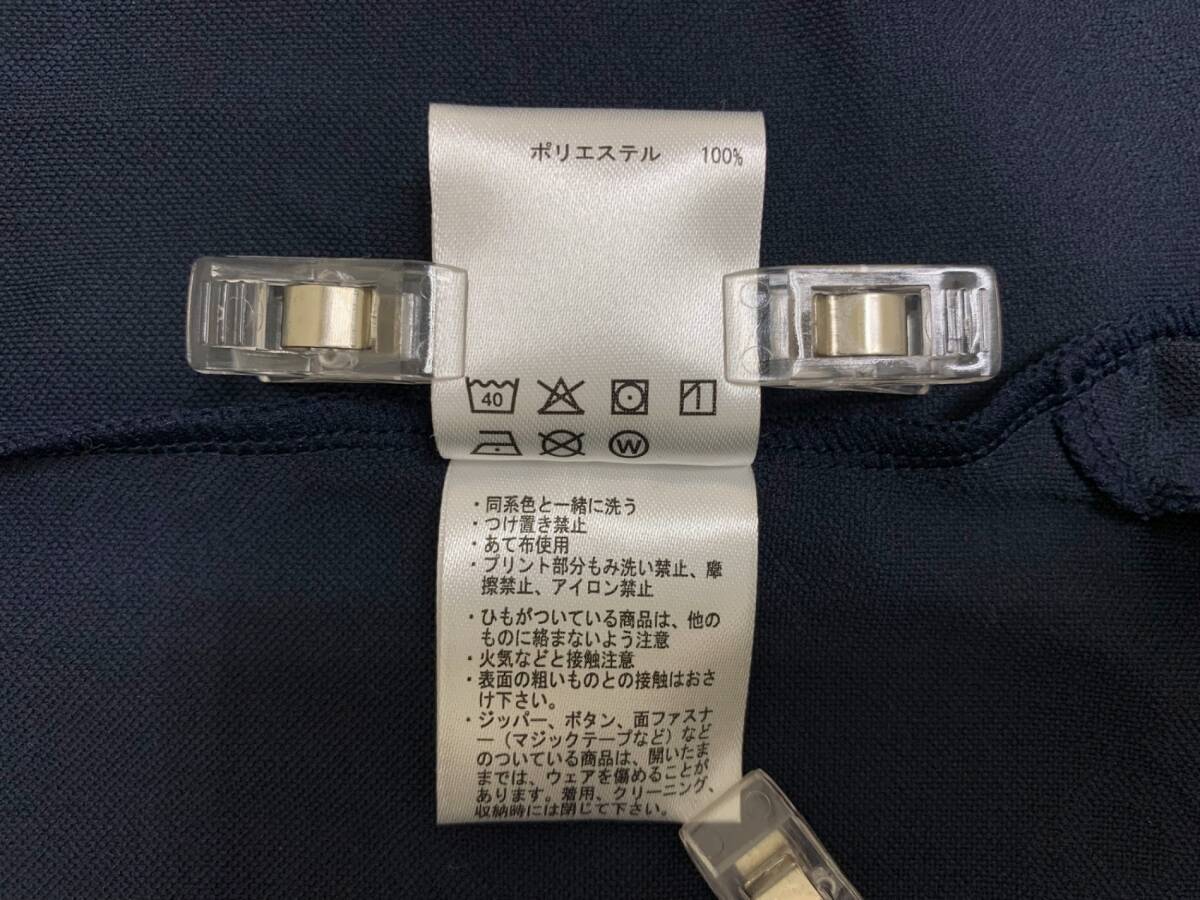 ポリエステル 100%
40
W
・同系色と一緒に洗う
・つけ置き禁止
・あて布使用
・プリント部分もみ洗い禁止、摩
擦禁止、アイロン禁止
・ひもがついている商品は、他の
ものに絡まないよう注意
・火気などと接触注意
・表面の粗いものとの接触はおさ
け下さい。
・ジッパー、ボタン、面ファスナ
ー（マジックテープなど）などの
のついている商品は、開いたま
までは、ウェアを傷めることが
あります。着用、クリーニング、
収納時には閉じて下さい。